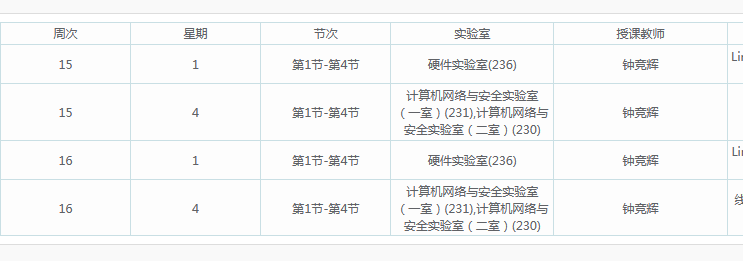 周次 星期 节次 实验室 授课教师
15 1 第1节-第4节 硬件实验室(236) 钟竞辉
15 4 第1节-第4节 计算机网络与安全实验室
（一室）(231),计算机网络与
安全实验室（二室）(230) 钟竞辉
16 1 第1节-第4节 硬件实验室(236) 钟竞辉
16 4 第1节-第4节 计算机网络与安全实验室
（一室）(231),计算机网络与
安全实验室（二室）(230) 钟竞辉